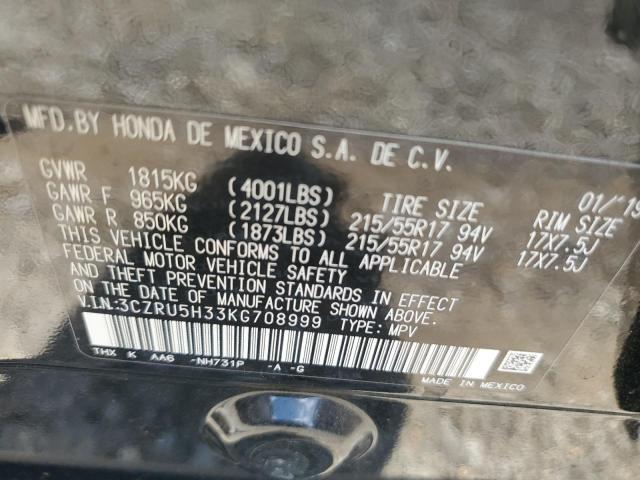 MFD.BY HONDA DE MEXICO S.A. DE C.V. 01/'19
GVWR 1815KG (4001LBS) TIRE SIZE RIM SIZE
GAWR F 965KG (2127LBS) 215/55R17 94V 17X7.5J
GAWR R 850KG (1873LBS) 215/55R17 94V 17X7.5J
THIS VEHICLE CONFORMS TO ALL APPLICABLE
FEDERAL MOTOR VEHICLE SAFETY
AND THEFT PREVENTION STANDARDS IN EFFECT
ON THE DATE OF MANUFACTURE SHOWN ABOVE.
V.I.N.:3CZRU5H33KG708999 TYPE: MPV
THX K AA6 -NH731P -A -G
MADE IN MEXICO